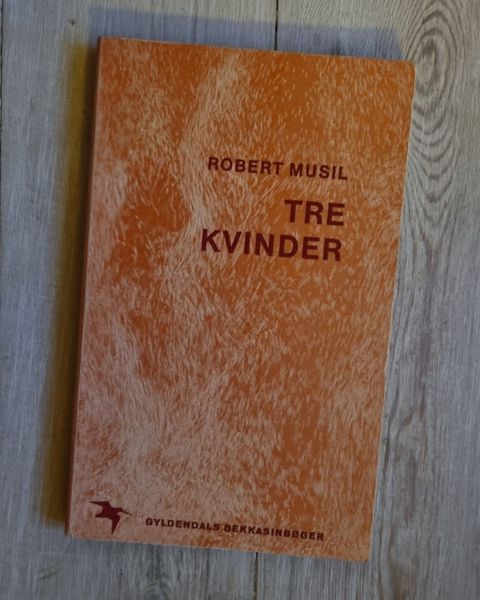 ROBERT MUSIL
TRE
KVINDER
GYLDENDALS BEKKASINBØGER